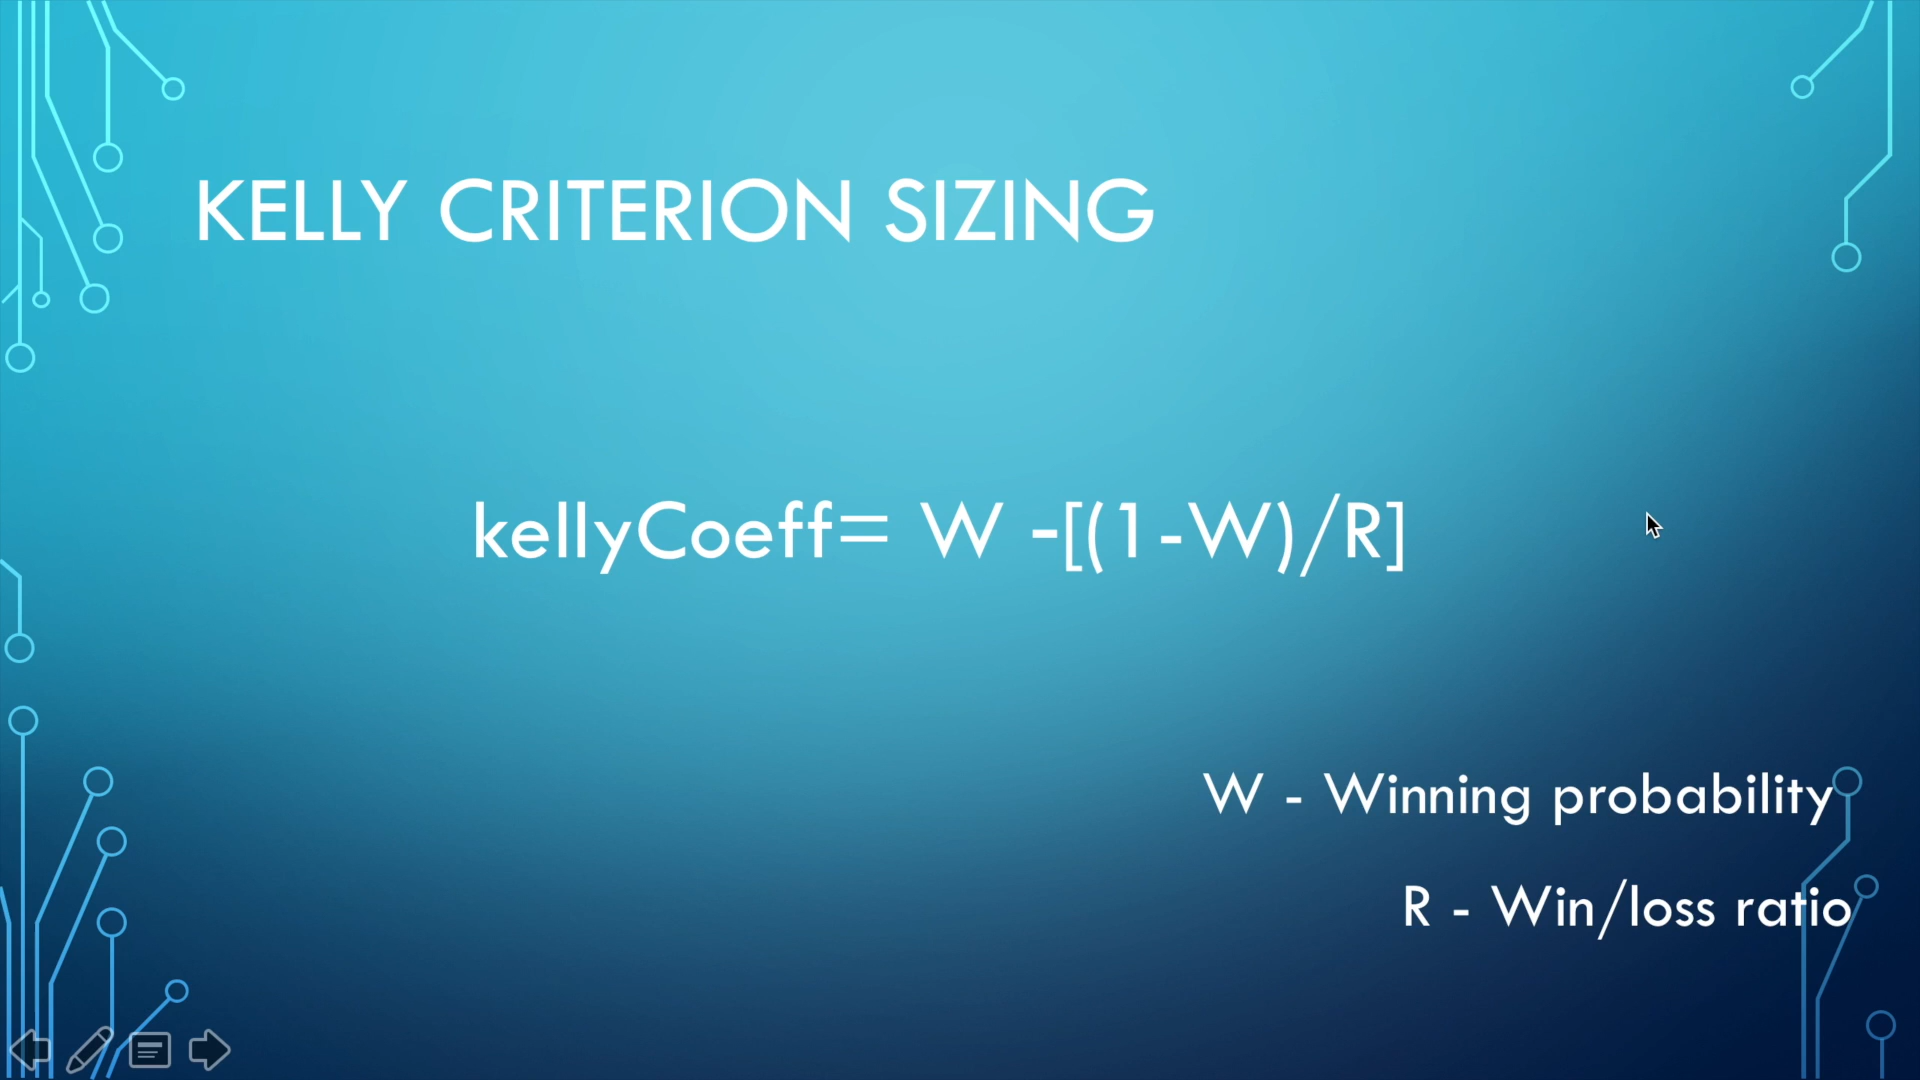 KELLY CRITERION SIZING
kellyCoeff= W -[(1-W)/R]
W - Winning probability
R - Win/loss ratio